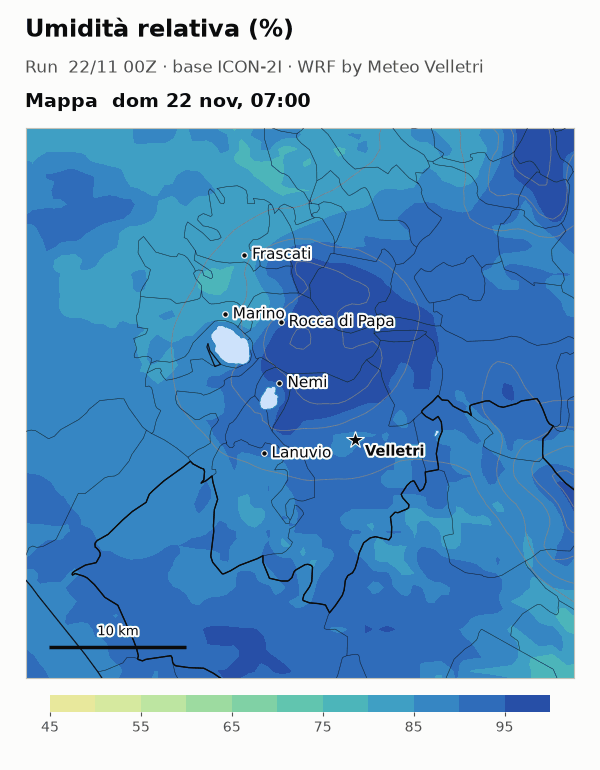 Umidità relativa (%)
Run  22/11 00Z · base ICON-2I · WRF by Meteo Velletri
Mappa  dom 22 nov, 07:00
Frascati
Marino
Rocca di Papa
Nemi
Velletri
Lanuvio
10 km
45 55 65 75 85 95